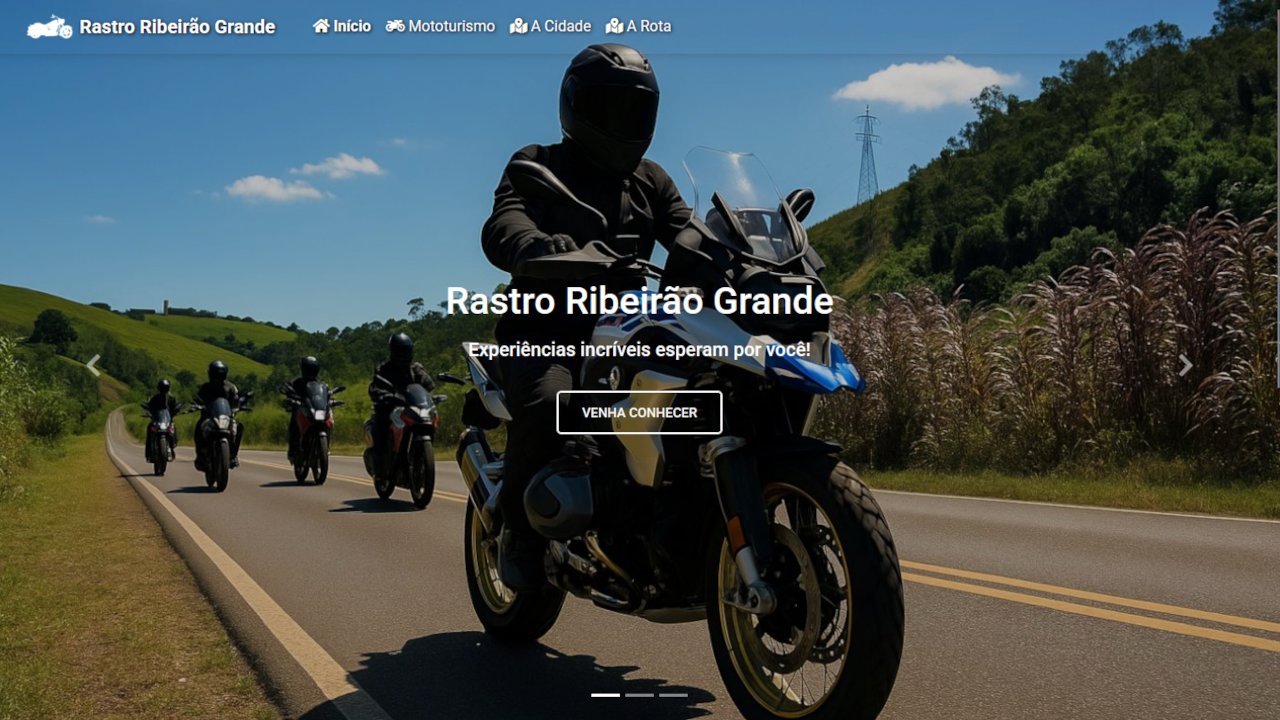 Rastro Ribeirão Grande
Início
Mototurismo
A Cidade
A Rota
Rastro Ribeirão Grande
Experiências incríveis esperam por você!
VENHA CONHECER